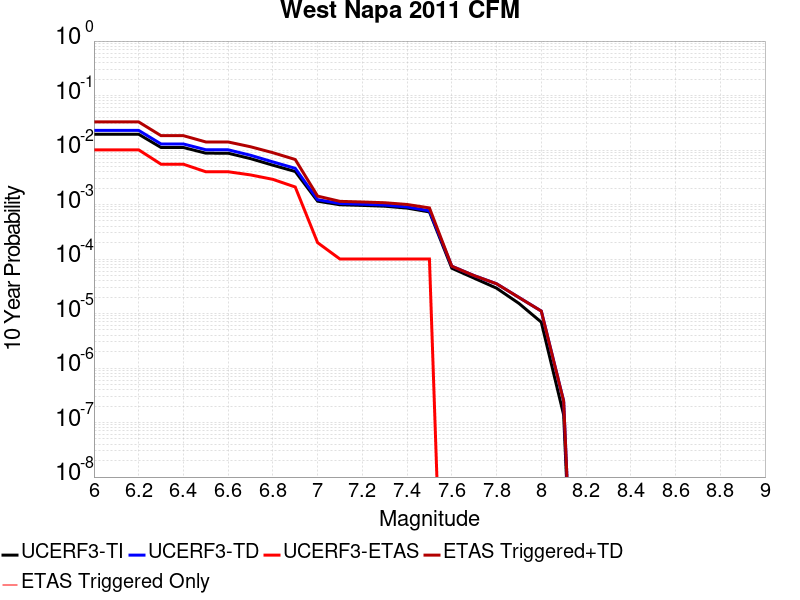 West Napa 2011 CFM
10^0
10^-1
10^-2
10^-3
10^-4
10^-5
10^-6
10^-7
10^-8
10 Year Probability
6 6.2 6.4 6.6 6.8 7 7.2 7.4 7.6 7.8 8 8.2 8.4 8.6 8.8 9
Magnitude
UCERF3-TI UCERF3-TD UCERF3-ETAS ETAS Triggered+TD
ETAS Triggered Only